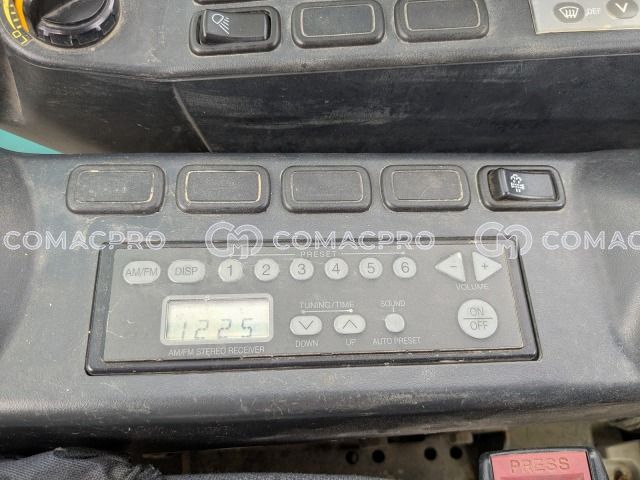 LO
DEF
COMACPRO COMACPRO COMACPRO
PRESET
AM/FM DISP 1 2 3 4 5 6 − +
VOLUME
TUNING/TIME SOUND
ON/OFF
1225
DOWN UP AUTO PRESET
AM/FM STEREO RECEIVER
PRESS